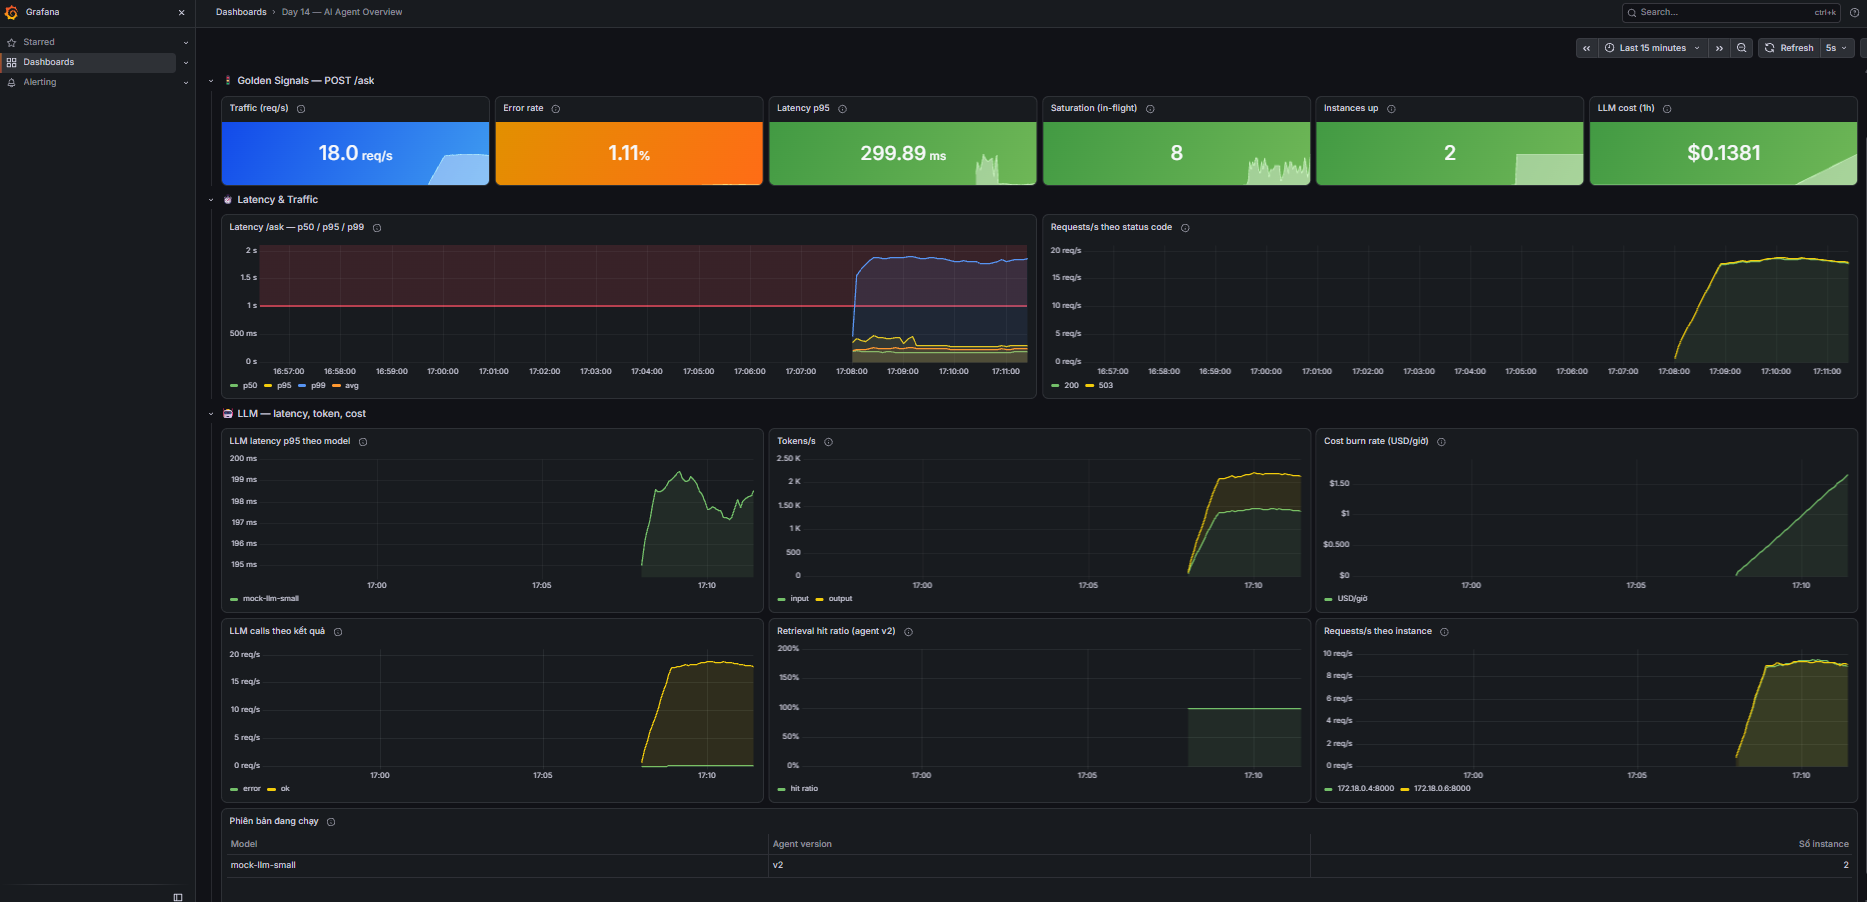 Grafana
Dashboards › Day 14 — AI Agent Overview
Search...
ctrl+k
Starred
Dashboards
Alerting
Last 15 minutes
Refresh
5s
Golden Signals — POST /ask
Traffic (req/s)
18.0 req/s
Error rate
1.11%
Latency p95
299.89 ms
Saturation (in-flight)
8
Instances up
2
LLM cost (1h)
$0.1381
Latency & Traffic
Latency /ask — p50 / p95 / p99
2 s
1.5 s
1 s
500 ms
0 s
16:57:00 16:58:00 16:59:00 17:00:00 17:01:00 17:02:00 17:03:00 17:04:00 17:05:00 17:06:00 17:07:00 17:08:00 17:09:00 17:10:00 17:11:00
p50 p95 p99 avg
Requests/s theo status code
20 req/s
15 req/s
10 req/s
5 req/s
0 req/s
16:57:00 16:58:00 16:59:00 17:00:00 17:01:00 17:02:00 17:03:00 17:04:00 17:05:00 17:06:00 17:07:00 17:08:00 17:09:00 17:10:00 17:11:00
200 503
LLM — latency, token, cost
LLM latency p95 theo model
200 ms
199 ms
198 ms
197 ms
196 ms
195 ms
17:00 17:05 17:10
mock-llm-small
Tokens/s
2.50 K
2 K
1.50 K
1 K
500
0
17:00 17:05 17:10
input output
Cost burn rate (USD/giờ)
$1.50
$1
$0.500
$0
17:00 17:05 17:10
USD/giờ
LLM calls theo kết quả
20 req/s
15 req/s
10 req/s
5 req/s
0 req/s
17:00 17:05 17:10
error ok
Retrieval hit ratio (agent v2)
200%
150%
100%
50%
0%
17:00 17:05 17:10
hit ratio
Requests/s theo instance
10 req/s
8 req/s
6 req/s
4 req/s
2 req/s
0 req/s
17:00 17:05 17:10
172.18.0.4:8000 172.18.0.6:8000
Phiên bản đang chạy
Model Agent version Số instance
mock-llm-small v2 2